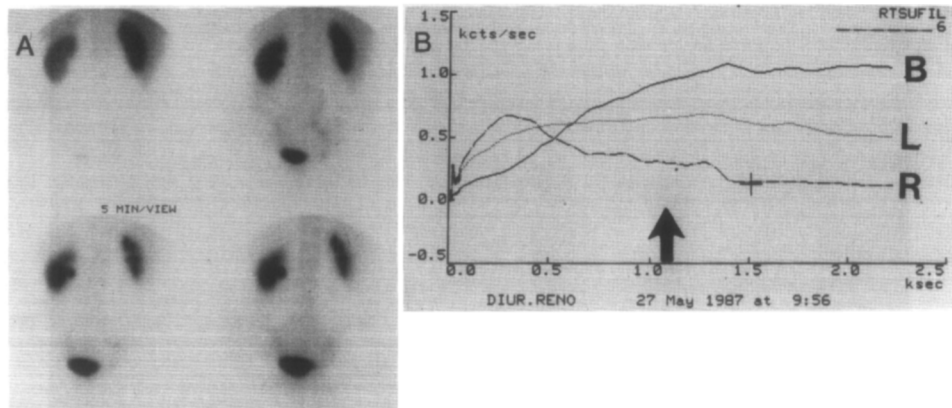 A
5 MIN/VIEW
B
1.5
kcts/sec
RTSUFIL
6
1.0
B
0.5
L
0.0
R
-0.5
0.0 0.5 1.0 1.5 2.0 2.5
ksec
DIUR.RENO 27 May 1987 at 9:56